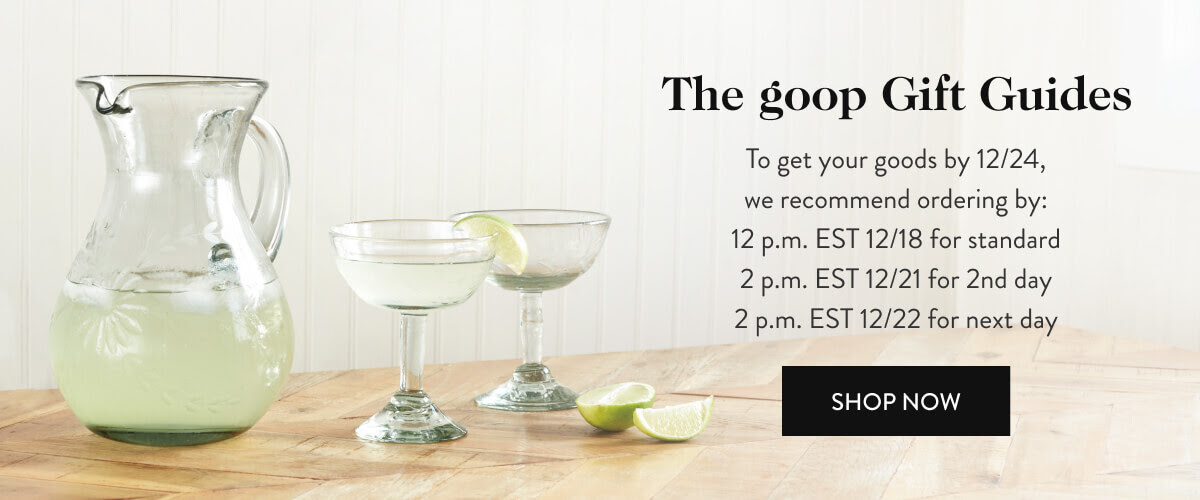 The goop Gift Guides
To get your goods by 12/24,
we recommend ordering by:
12 p.m. EST 12/18 for standard
2 p.m. EST 12/21 for 2nd day
2 p.m. EST 12/22 for next day
SHOP NOW